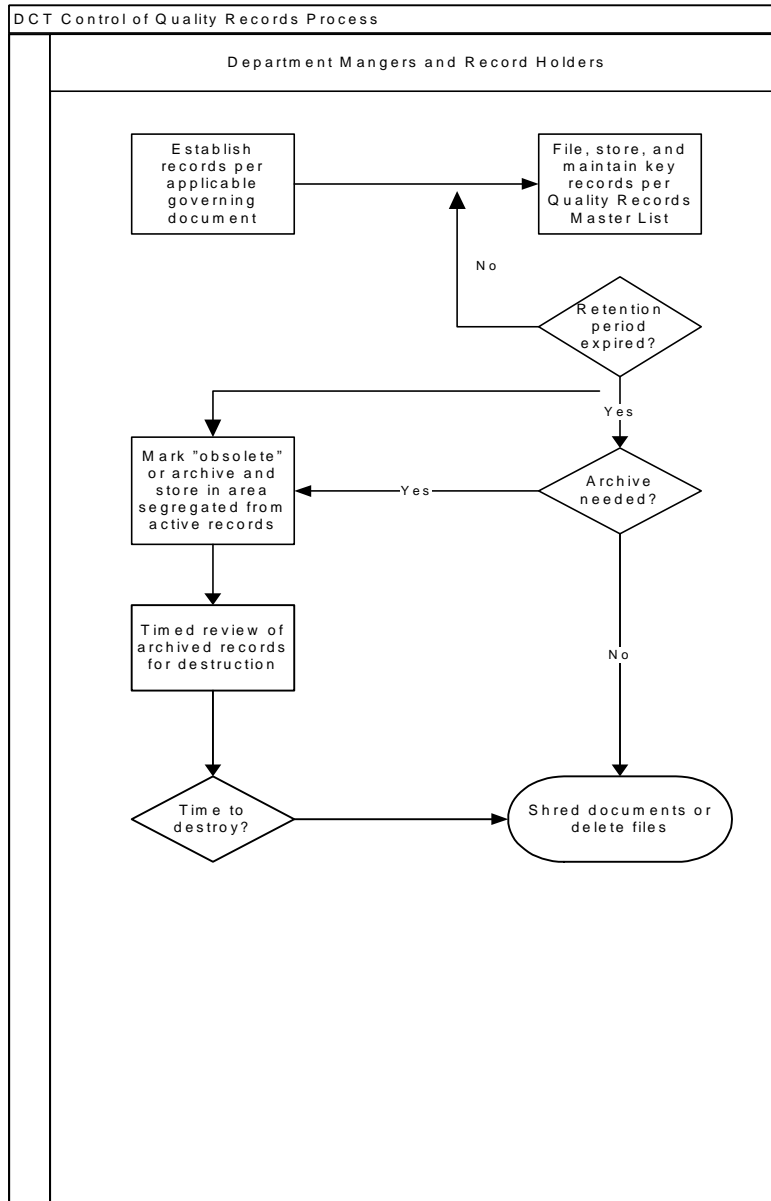 DCT Control of Quality Records Process
Department Mangers and Record Holders
Establish
records per
applicable
governing
document
File, store, and
maintain key
records per
Quality Records
Master List
No
Retention
period
expired?
Yes
Mark "obsolete"
or archive and
store in area
segregated from
active records
Yes
Archive
needed?
Timed review of
archived records
for destruction
No
Time to
destroy?
Shred documents or
delete files